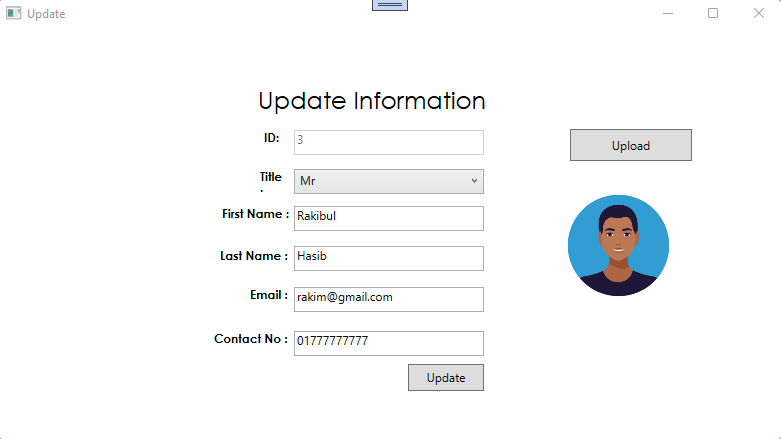 Update
Update Information
ID: 3
Upload
Title
:
Mr
First Name : Rakibul
Last Name : Hasib
Email : rakim@gmail.com
Contact No : 01777777777
Update